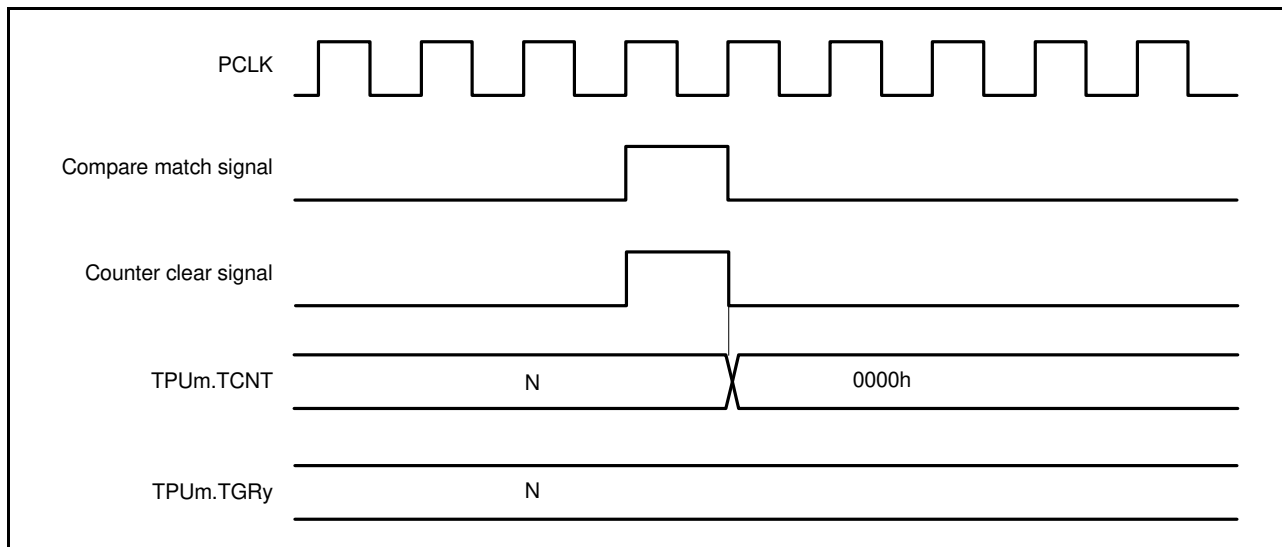 PCLK
Compare match signal
Counter clear signal
TPUm.TCNT N 0000h
TPUm.TGRy N